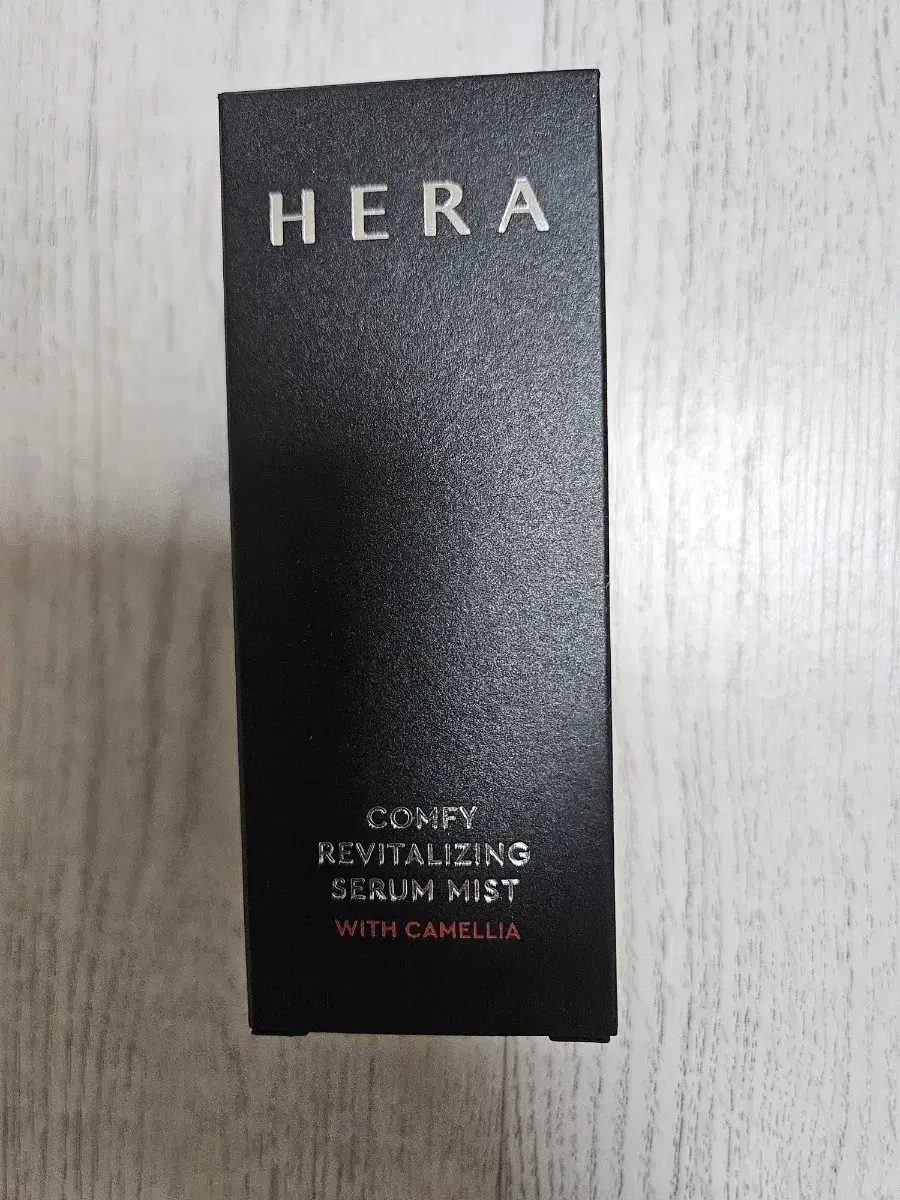 HERA
COMFY
REVITALIZING
SERUM MIST
WITH CAMELLIA